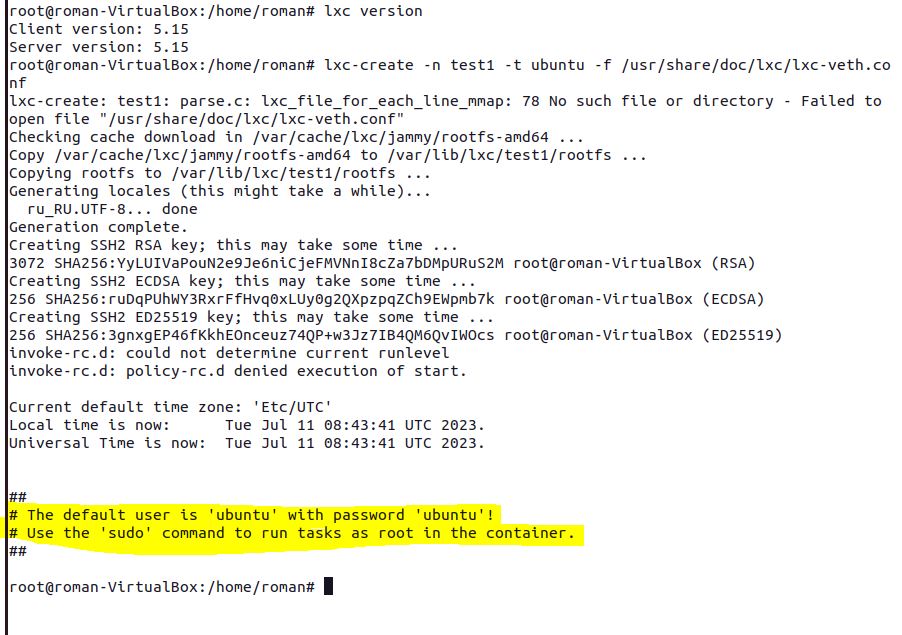 root@roman-VirtualBox:/home/roman# lxc version
Client version: 5.15
Server version: 5.15
root@roman-VirtualBox:/home/roman# lxc-create -n test1 -t ubuntu -f /usr/share/doc/lxc/lxc-veth.co
nf
lxc-create: test1: parse.c: lxc_file_for_each_line_mmap: 78 No such file or directory - Failed to
open file "/usr/share/doc/lxc/lxc-veth.conf"
Checking cache download in /var/cache/lxc/jammy/rootfs-amd64 ...
Copy /var/cache/lxc/jammy/rootfs-amd64 to /var/lib/lxc/test1/rootfs ...
Copying rootfs to /var/lib/lxc/test1/rootfs ...
Generating locales (this might take a while)...
  ru_RU.UTF-8... done
Generation complete.
Creating SSH2 RSA key; this may take some time ...
3072 SHA256:YyLUIVaPouN2e9Je6niCjeFMVNnI8cZa7bDMpURuS2M root@roman-VirtualBox (RSA)
Creating SSH2 ECDSA key; this may take some time ...
256 SHA256:ruDqPUhWY3RxrFfHvq0xLUy0g2QXpzpqZCh9EWpmb7k root@roman-VirtualBox (ECDSA)
Creating SSH2 ED25519 key; this may take some time ...
256 SHA256:3gnxgEP46fKkhEOnceuz74QP+w3Jz7IB4QM6QvIWOcs root@roman-VirtualBox (ED25519)
invoke-rc.d: could not determine current runlevel
invoke-rc.d: policy-rc.d denied execution of start.

Current default time zone: 'Etc/UTC'
Local time is now:      Tue Jul 11 08:43:41 UTC 2023.
Universal Time is now:  Tue Jul 11 08:43:41 UTC 2023.

##
# The default user is 'ubuntu' with password 'ubuntu'!
# Use the 'sudo' command to run tasks as root in the container.
##

root@roman-VirtualBox:/home/roman#